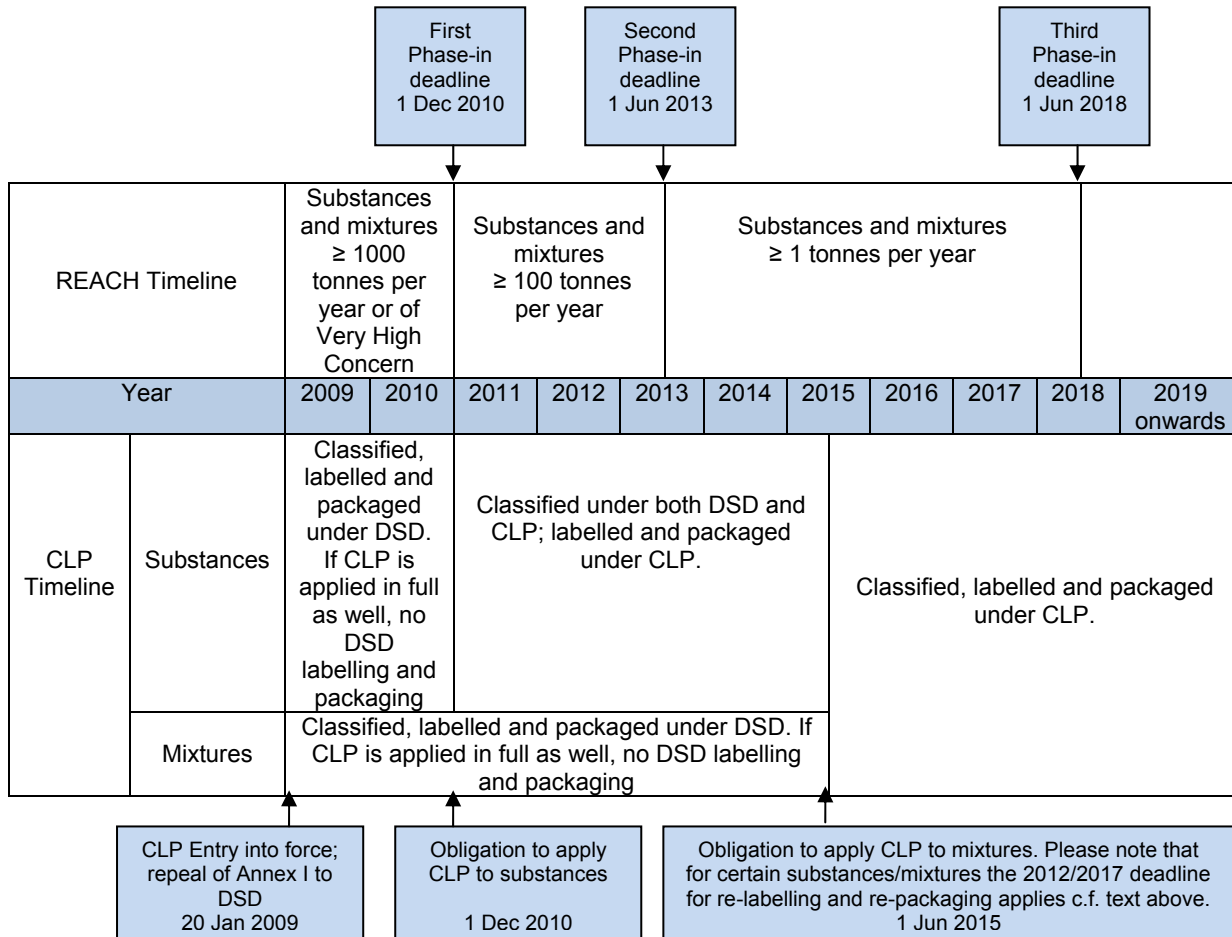 First
Phase-in
deadline
1 Dec 2010
Second
Phase-in
deadline
1 Jun 2013
Third
Phase-in
deadline
1 Jun 2018
REACH Timeline
Substances
and mixtures
≥ 1000
tonnes per
year or of
Very High
Concern
Substances and
mixtures
≥ 100 tonnes
per year
Substances and mixtures
≥ 1 tonnes per year
Year
2009
2010
2011
2012
2013
2014
2015
2016
2017
2018
2019
onwards
CLP
Timeline
Substances
Classified,
labelled and
packaged
under DSD.
If CLP is
applied in full
as well, no
DSD
labelling and
packaging
Classified under both DSD and
CLP; labelled and packaged
under CLP.
Classified, labelled and packaged
under CLP.
Mixtures
Classified, labelled and packaged under DSD. If
CLP is applied in full as well, no DSD labelling
and packaging
CLP Entry into force;
repeal of Annex I to
DSD
20 Jan 2009
Obligation to apply
CLP to substances
1 Dec 2010
Obligation to apply CLP to mixtures. Please note that
for certain substances/mixtures the 2012/2017 deadline
for re-labelling and re-packaging applies c.f. text above.
1 Jun 2015